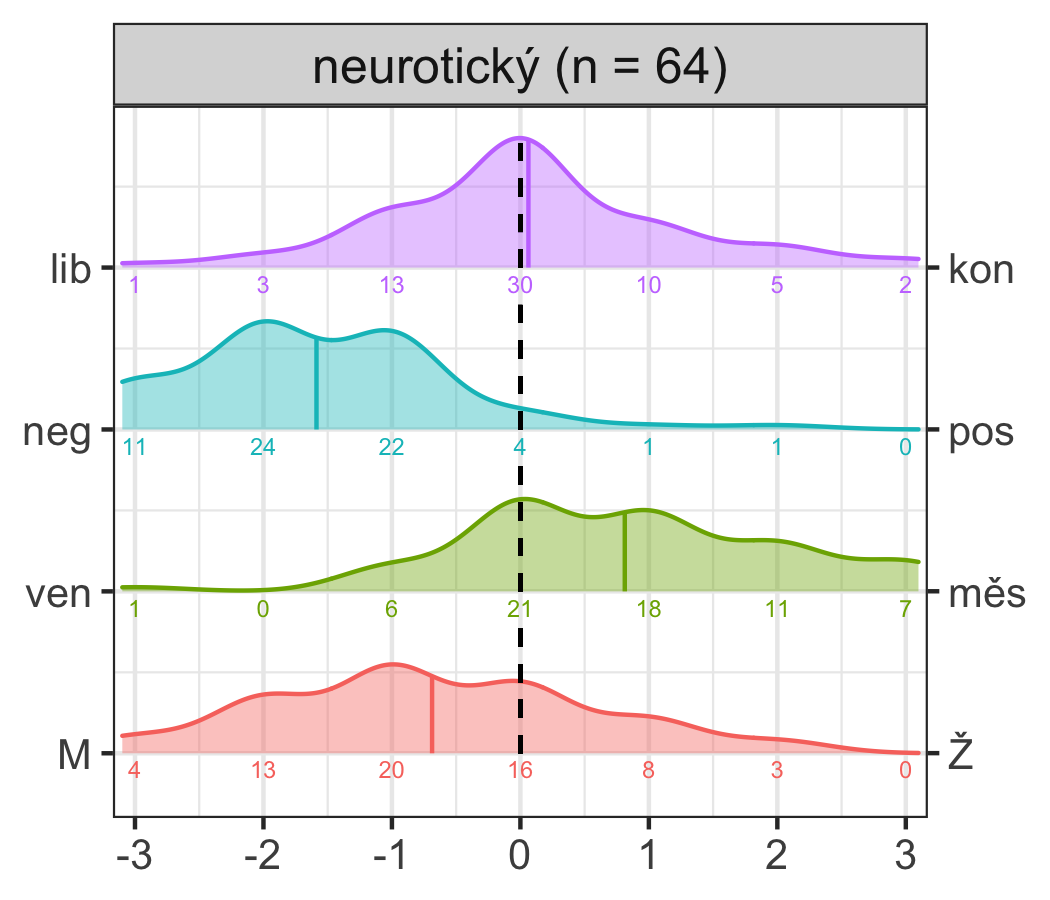 neurotický (n = 64)
lib kon
1 3 13 30 10 5 2
neg pos
11 24 22 4 1 1 0
ven měs
1 0 6 21 18 11 7
M Ž
4 13 20 16 8 3 0
-3 -2 -1 0 1 2 3